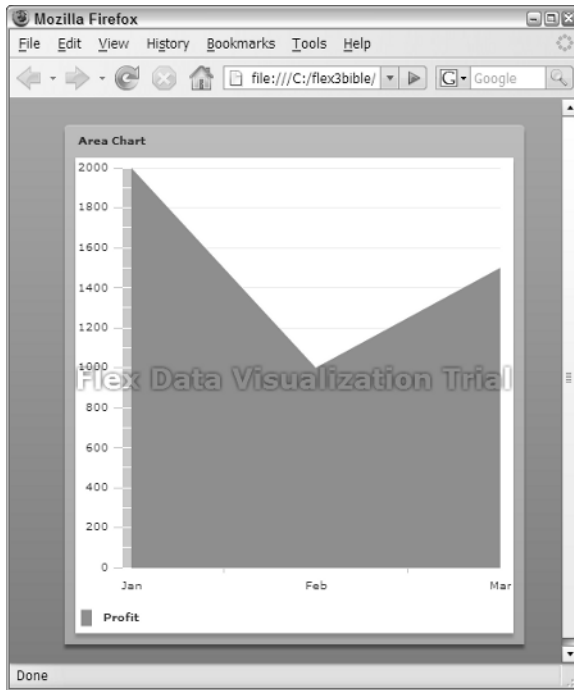 Mozilla Firefox
File Edit View History Bookmarks Tools Help
file:///C:/flex3bible/
G Google
Area Chart
2000
1800
1600
1400
1200
1000
Flex Data Visualization Trial
800
600
400
200
0
Jan Feb Mar
Profit
Done